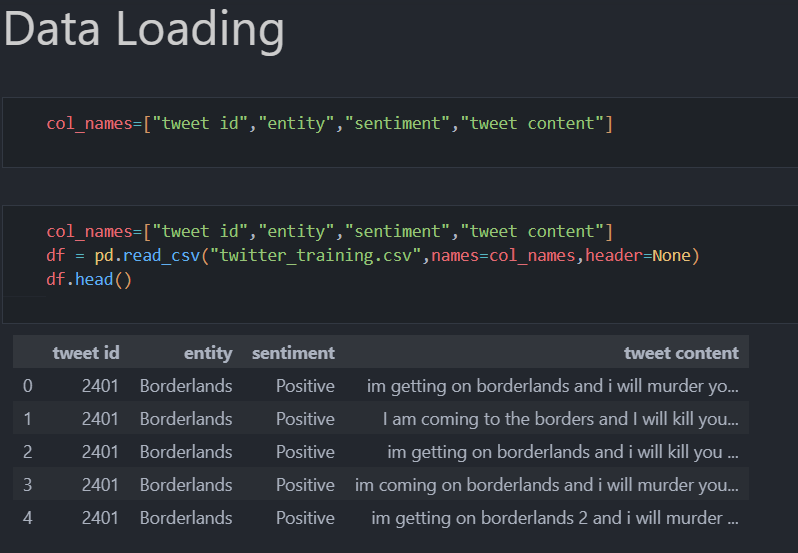 Data Loading
col_names=["tweet id","entity","sentiment","tweet content"]
col_names=["tweet id","entity","sentiment","tweet content"]
df = pd.read_csv("twitter_training.csv",names=col_names,header=None)
df.head()
tweet id entity sentiment tweet content
0 2401 Borderlands Positive im getting on borderlands and i will murder yo...
1 2401 Borderlands Positive I am coming to the borders and I will kill you...
2 2401 Borderlands Positive im getting on borderlands and i will kill you ...
3 2401 Borderlands Positive im coming on borderlands and i will murder you...
4 2401 Borderlands Positive im getting on borderlands 2 and i will murder ...